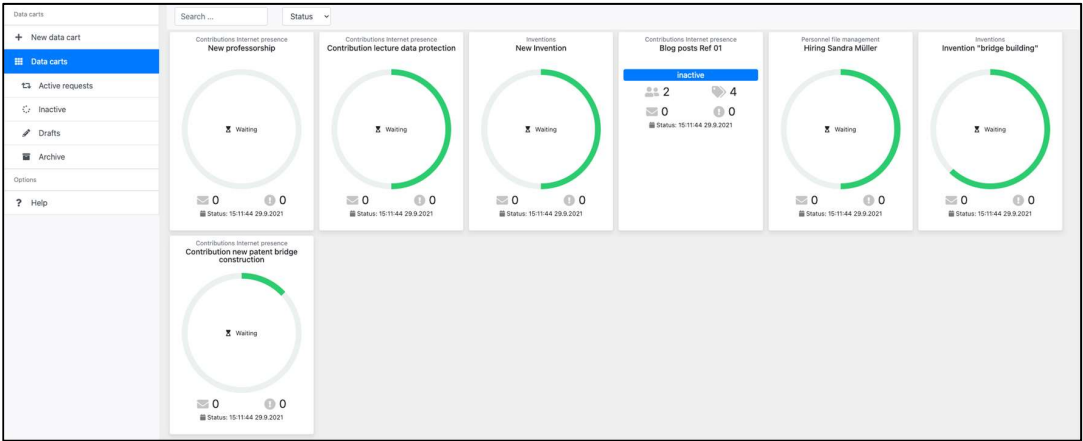 Data carts
+ New data cart
Data carts
Active requests
Inactive
Drafts
Archive
Options
? Help
Search ...
Status
Contributions Internet presence
New professorship
Waiting
0 0
Status: 15:11:44 29.9.2021
Contributions Internet presence
Contribution lecture data protection
Waiting
0 0
Status: 15:11:44 29.9.2021
Inventions
New Invention
Waiting
0 0
Status: 15:11:44 29.9.2021
Contributions Internet presence
Blog posts Ref 01
inactive
2 4
0 0
Status: 15:11:44 29.9.2021
Personnel file management
Hiring Sandra Müller
Waiting
0 0
Status: 15:11:44 29.9.2021
Inventions
Invention "bridge building"
Waiting
0 0
Status: 15:11:44 29.9.2021
Contributions Internet presence
Contribution new patent bridge
construction
Waiting
0 0
Status: 15:11:44 29.9.2021